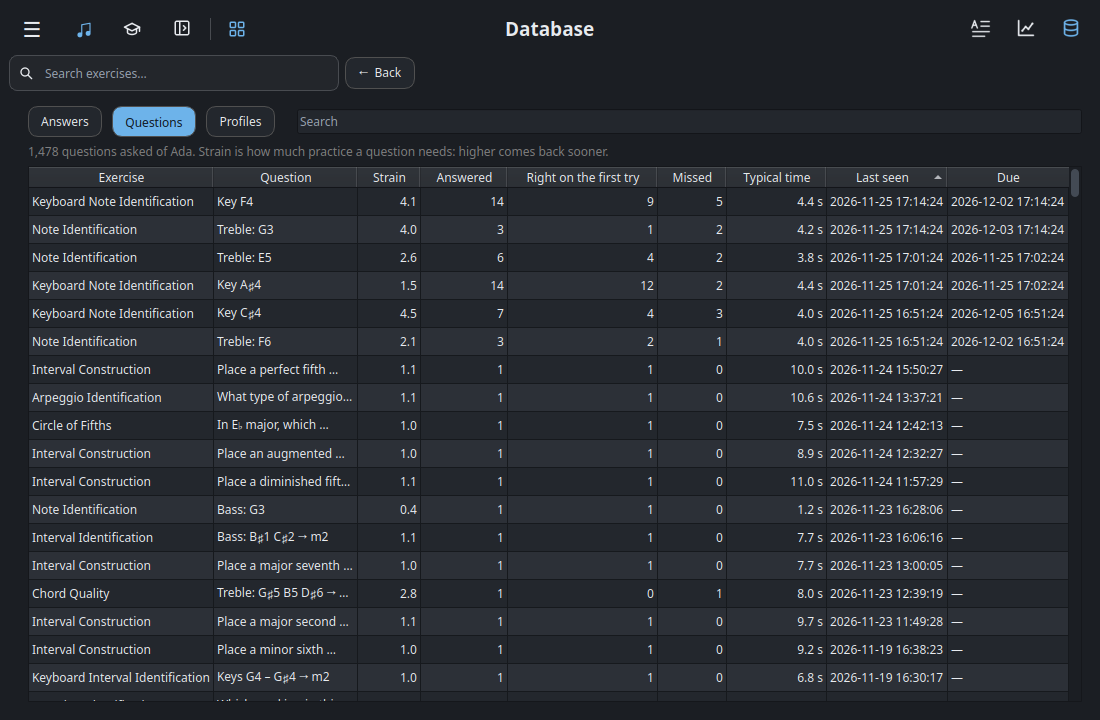 Database
Search exercises...
← Back
Answers Questions Profiles Search
1,478 questions asked of Ada. Strain is how much practice a question needs: higher comes back sooner.
Exercise Question Strain Answered Right on the first try Missed Typical time Last seen Due
Keyboard Note Identification Key F4 4.1 14 9 5 4.4 s 2026-11-25 17:14:24 2026-12-02 17:14:24
Note Identification Treble: G3 4.0 3 1 2 4.2 s 2026-11-25 17:14:24 2026-12-03 17:14:24
Note Identification Treble: E5 2.6 6 4 2 3.8 s 2026-11-25 17:01:24 2026-11-25 17:02:24
Keyboard Note Identification Key A♯4 1.5 14 12 2 4.4 s 2026-11-25 17:01:24 2026-11-25 17:02:24
Keyboard Note Identification Key C♯4 4.5 7 4 3 4.0 s 2026-11-25 16:51:24 2026-12-05 16:51:24
Note Identification Treble: F6 2.1 3 2 1 4.0 s 2026-11-25 16:51:24 2026-12-02 16:51:24
Interval Construction Place a perfect fifth ... 1.1 1 1 0 10.0 s 2026-11-24 15:50:27 —
Arpeggio Identification What type of arpeggio... 1.1 1 1 0 10.6 s 2026-11-24 13:37:21 —
Circle of Fifths In E♭ major, which ... 1.0 1 1 0 7.5 s 2026-11-24 12:42:13 —
Interval Construction Place an augmented ... 1.0 1 1 0 8.9 s 2026-11-24 12:32:27 —
Interval Construction Place a diminished fift... 1.1 1 1 0 11.0 s 2026-11-24 11:57:29 —
Note Identification Bass: G3 0.4 1 1 0 1.2 s 2026-11-23 16:28:06 —
Interval Identification Bass: B♯1 C♯2 → m2 1.1 1 1 0 7.7 s 2026-11-23 16:06:16 —
Interval Construction Place a major seventh ... 1.0 1 1 0 7.7 s 2026-11-23 13:00:05 —
Chord Quality Treble: G♯5 B5 D♯6 → ... 2.8 1 0 1 8.0 s 2026-11-23 12:39:19 —
Interval Construction Place a major second ... 1.1 1 1 0 9.7 s 2026-11-23 11:49:28 —
Interval Construction Place a minor sixth ... 1.0 1 1 0 9.2 s 2026-11-19 16:38:23 —
Keyboard Interval Identification Keys G4 – G♯4 → m2 1.0 1 1 0 6.8 s 2026-11-19 16:30:17 —